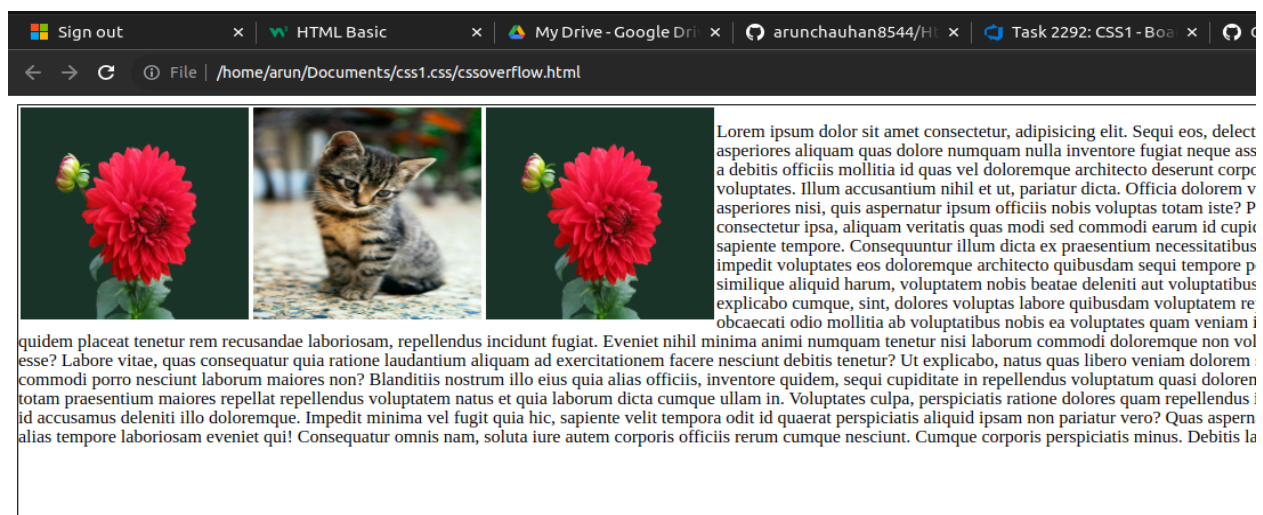 Sign out
HTML Basic
My Drive - Google Dri
arunchauhan8544/Ht
Task 2292: CSS1 - Boa
File | /home/arun/Documents/css1.css/cssoverflow.html
Lorem ipsum dolor sit amet consectetur, adipisicing elit. Sequi eos, delect
asperiores aliquam quas dolore numquam nulla inventore fugiat neque ass
a debitis officiis mollitia id quas vel doloremque architecto deserunt corpo
voluptates. Illum accusantium nihil et ut, pariatur dicta. Officia dolorem v
asperiores nisi, quis aspernatur ipsum officiis nobis voluptas totam iste? P
consectetur ipsa, aliquam veritatis quas modi sed commodi earum id cupid
sapiente tempore. Consequuntur illum dicta ex praesentium necessitatibus
impedit voluptates eos doloremque architecto quibusdam sequi tempore p
similique aliquid harum, voluptatem nobis beatae deleniti aut voluptatibus
explicabo cumque, sint, dolores voluptas labore quibusdam voluptatem re
obcaecati odio mollitia ab voluptatibus nobis ea voluptates quam veniam i
quidem placeat tenetur rem recusandae laboriosam, repellendus incidunt fugiat. Eveniet nihil minima animi numquam tenetur nisi laborum commodi doloremque non vol
esse? Labore vitae, quas consequatur quia ratione laudantium aliquam ad exercitationem facere nesciunt debitis tenetur? Ut explicabo, natus quas libero veniam dolorem
commodi porro nesciunt laborum maiores non? Blanditiis nostrum illo eius quia alias officiis, inventore quidem, sequi cupiditate in repellendus voluptatum quasi dolorem
totam praesentium maiores repellat repellendus voluptatem natus et quia laborum dicta cumque ullam in. Voluptates culpa, perspiciatis ratione dolores quam repellendus i
id accusamus deleniti illo doloremque. Impedit minima vel fugit quia hic, sapiente velit tempora odit id quaerat perspiciatis aliquid ipsam non pariatur vero? Quas aspern
alias tempore laboriosam eveniet qui! Consequatur omnis nam, soluta iure autem corporis officiis rerum cumque nesciunt. Cumque corporis perspiciatis minus. Debitis la